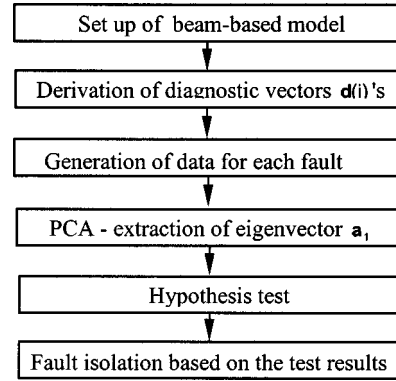 Set up of beam-based model
Derivation of diagnostic vectors d(i)'s
Generation of data for each fault
PCA - extraction of eigenvector a₁
Hypothesis test
Fault isolation based on the test results